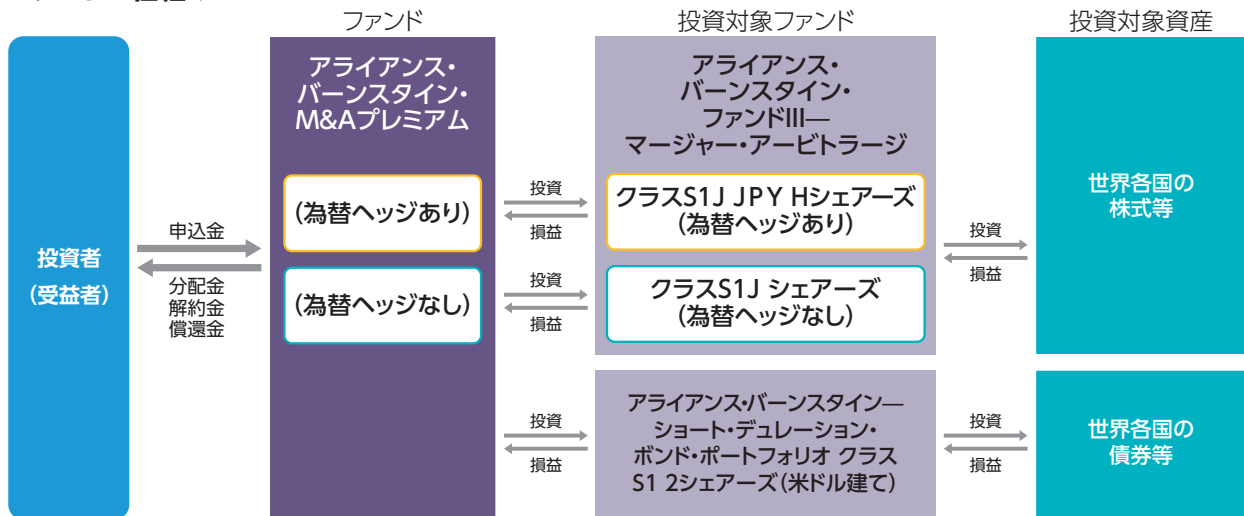 ファンド
投資対象ファンド
投資対象資産
投資者
(受益者)
申込金
分配金
解約金
償還金
アライアンス・
バーンスタイン・
M&Aプレミアム
(為替ヘッジあり)
(為替ヘッジなし)
投資
損益
投資
損益
投資
損益
アライアンス・
バーンスタイン・
ファンドIII—
マージャー・アービトラージ
クラスS1J JPY Hシェアーズ
(為替ヘッジあり)
クラスS1J シェアーズ
(為替ヘッジなし)
アライアンス・バーンスタイン—
ショート・デュレーション・
ボンド・ポートフォリオ クラス
S1 2シェアーズ(米ドル建て)
投資
損益
投資
損益
世界各国の
株式等
世界各国の
債券等